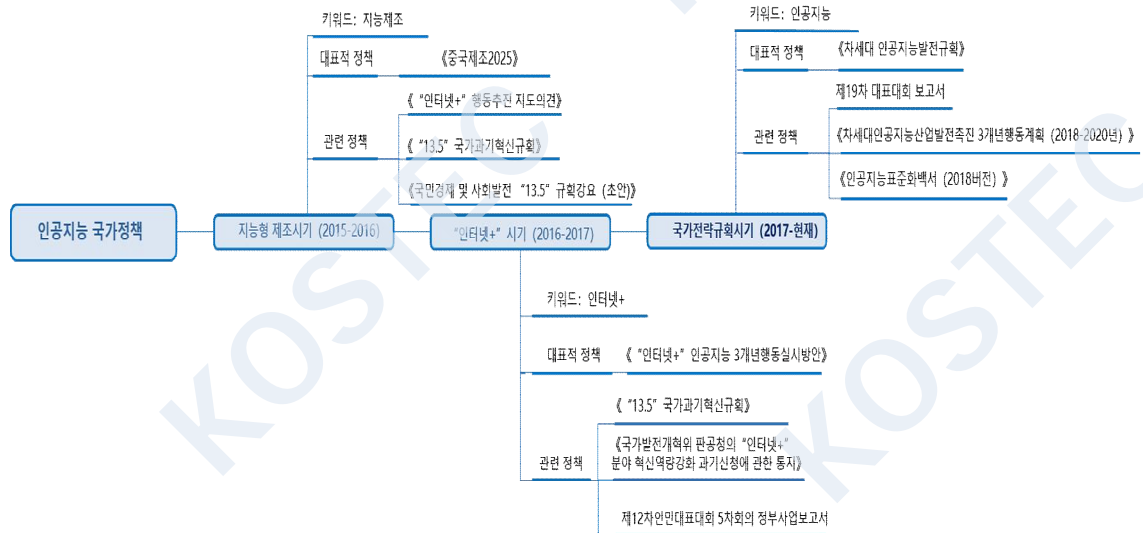 키워드: 지능제조
대표적 정책
《중국제조2025》
관련 정책
《 “인터넷+” 행동추진 지도의견》
《 “13.5” 국가과기혁신규획》
《국민경제 및 사회발전 “13.5” 규획강요 (초안)》
키워드: 인공지능
대표적 정책
《차세대 인공지능발전규획》
관련 정책
제19차 대표대회 보고서
《차세대인공지능산업발전촉진 3개년행동계획 (2018-2020년) 》
《인공지능표준화백서 (2018버전) 》
인공지능 국가정책
지능형 제조시기 (2015-2016)
“인터넷+” 시기 (2016-2017)
국가전략규획시기 (2017-현재)
키워드: 인터넷+
대표적 정책
《 “인터넷+” 인공지능 3개년행동실시방안》
관련 정책
《 “13.5” 국가과기혁신규획》
《국가발전개혁위 판공청의 “인터넷+”
분야 혁신역량강화 과기신청에 관한 통지》
제12차인민대표대회 5차회의 정부사업보고서
KOSTEC
KOSTEC